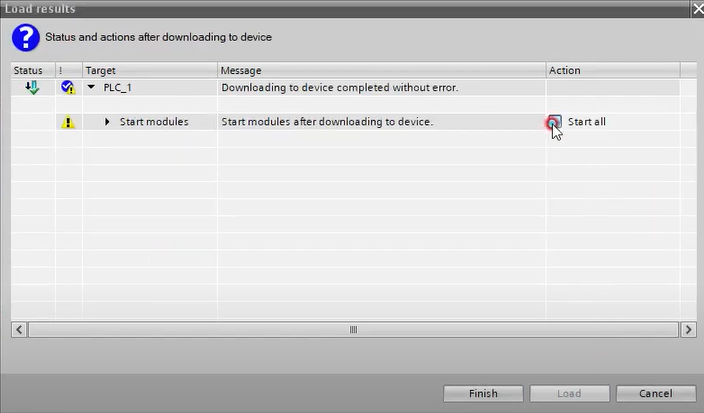 Load results
Status and actions after downloading to device
Status ! Target Message Action
PLC_1 Downloading to device completed without error.
Start modules Start modules after downloading to device. Start all
Finish Load Cancel